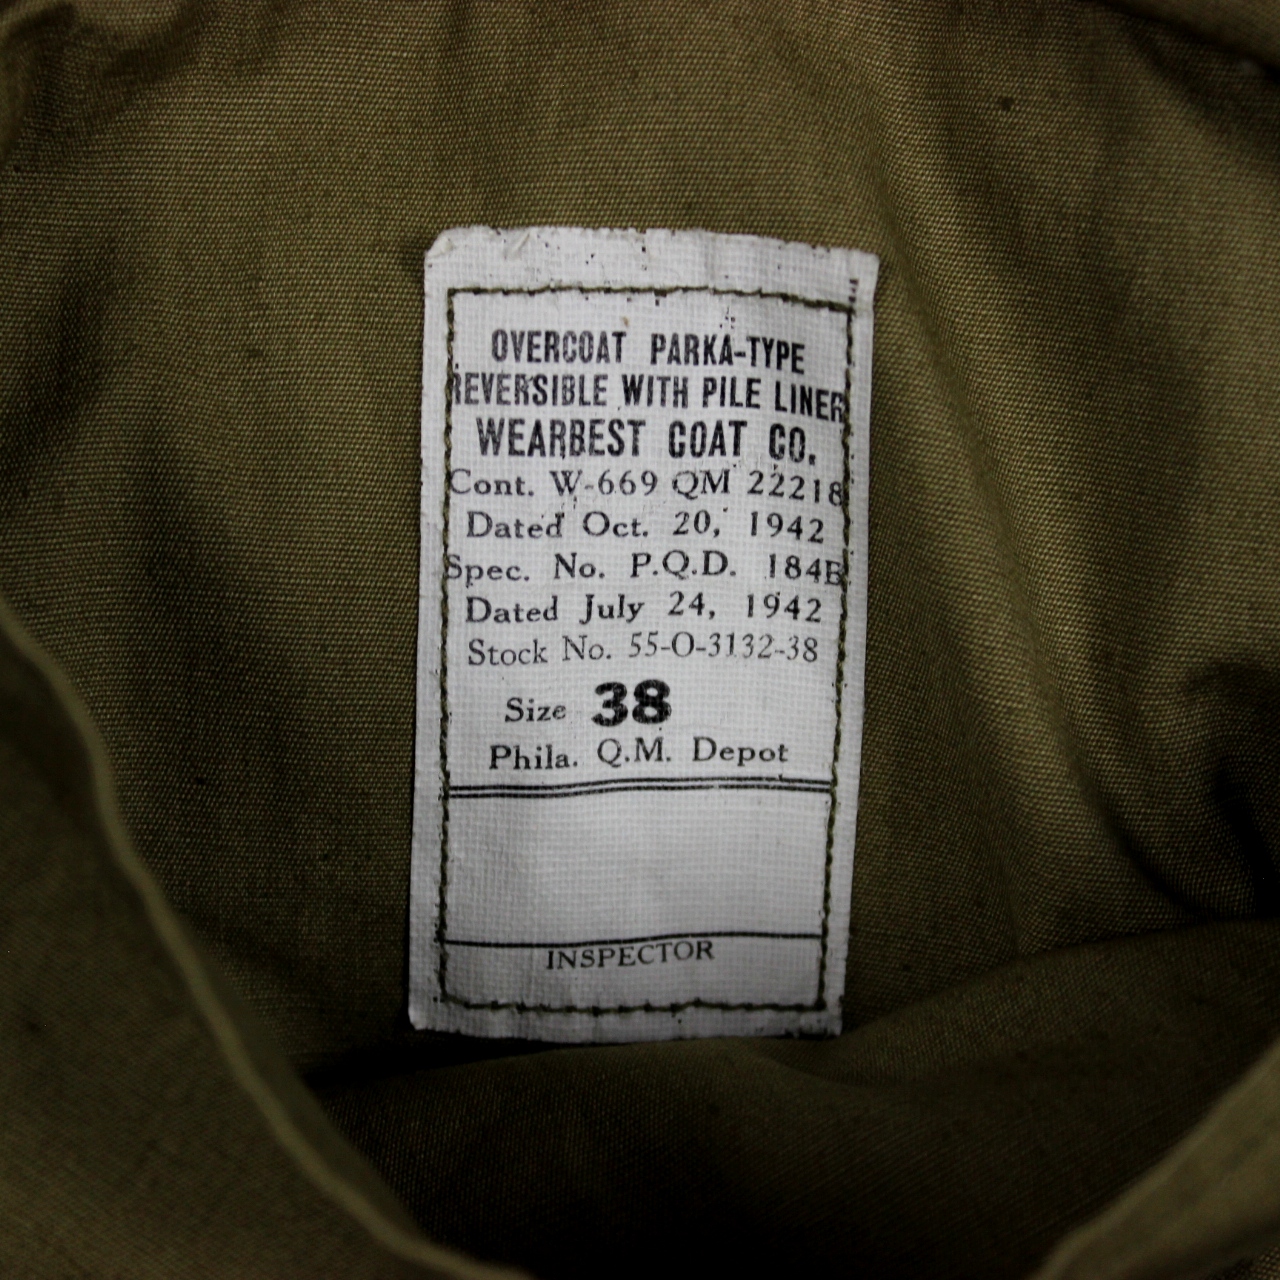 OVERCOAT PARKA-TYPE
REVERSIBLE WITH PILE LINER
WEARBEST COAT CO.
Cont. W-669 QM 22218
Dated Oct. 20, 1942
Spec. No. P.Q.D. 184B
Dated July 24, 1942
Stock No. 55-O-3132-38
Size 38
Phila. Q.M. Depot
INSPECTOR